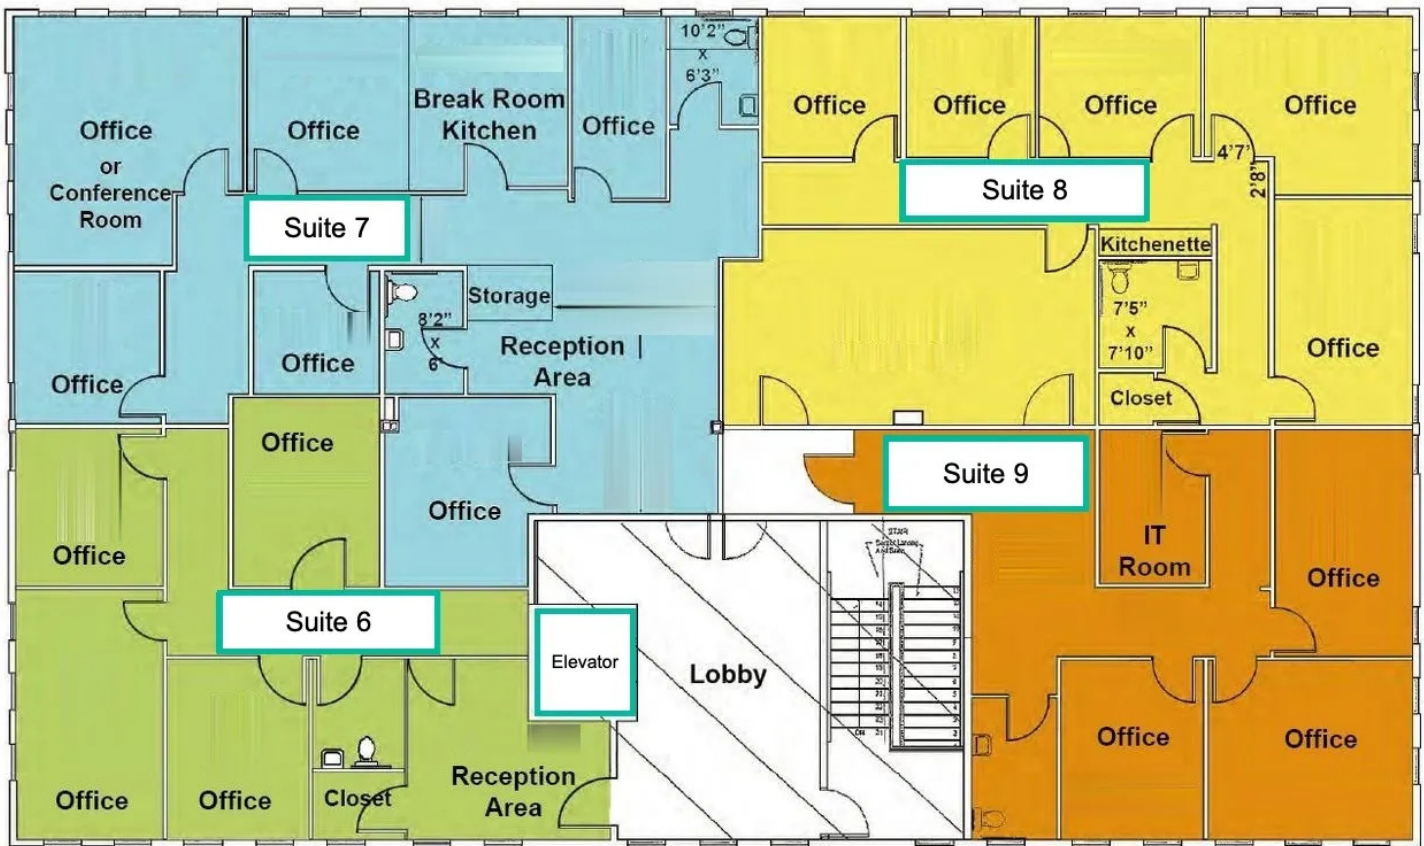 10'2"
x
6'3"
Office
or
Conference
Room
Office
Break Room
Kitchen
Office
Office
Office
Office
Office
4'7'
2'8"
Suite 7
Suite 8
Kitchenette
Office
Office
Storage
8'2"
x
6'
Reception
Area
7'5"
x
7'10"
Office
Closet
Office
Office
Suite 9
Office
Office
IT
Room
Office
Suite 6
Elevator
Lobby
STAIR
Office
Office
Closet
Reception
Area
Office
Office
DN